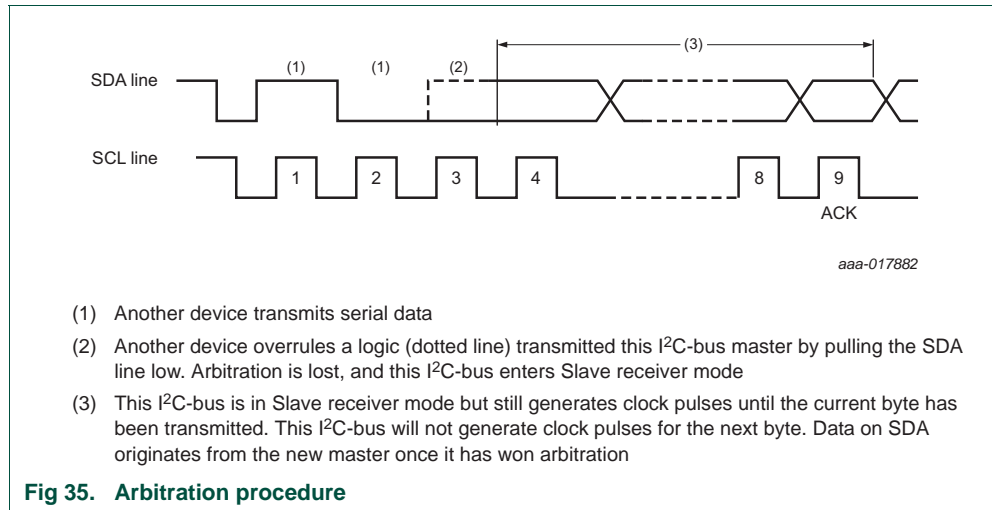 (3)
(1) (1) (2)
SDA line
SCL line
1 2 3 4 8 9
ACK
aaa-017882
(1) Another device transmits serial data
(2) Another device overrules a logic (dotted line) transmitted this I²C-bus master by pulling the SDA
line low. Arbitration is lost, and this I²C-bus enters Slave receiver mode
(3) This I²C-bus is in Slave receiver mode but still generates clock pulses until the current byte has
been transmitted. This I²C-bus will not generate clock pulses for the next byte. Data on SDA
originates from the new master once it has won arbitration
Fig 35. Arbitration procedure